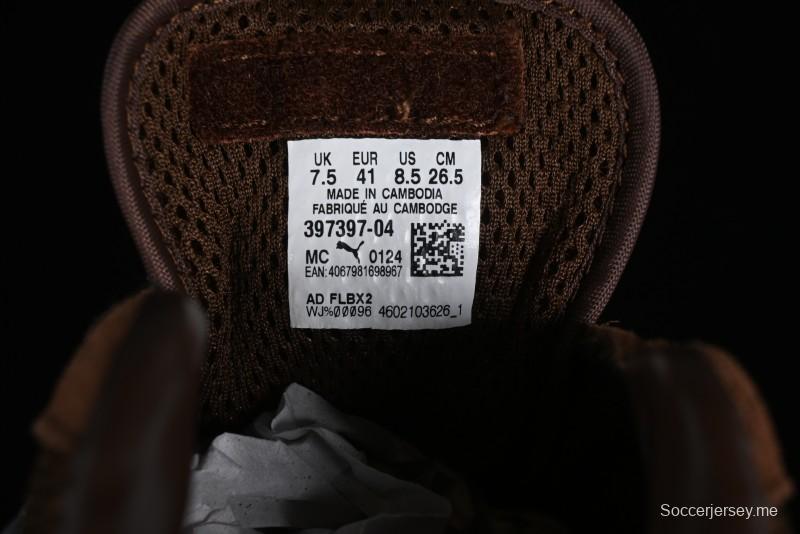 UK EUR US CM
7.5 41 8.5 26.5
MADE IN CAMBODIA
FABRIQUÉ AU CAMBODGE
397397-04
MC 0124
EAN: 4067981698967
AD FLBX2
WJ%00096 4602103626_1
Soccerjersey.me